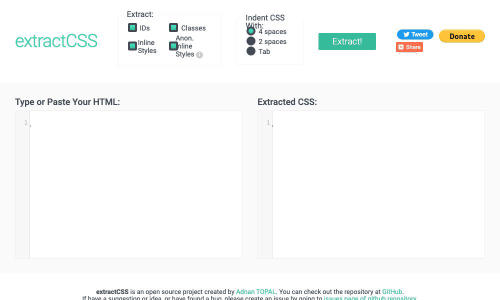 extractCSS
Extract:
IDs
Classes
Inline
Styles
Anon.
Inline
Styles
Indent CSS
With:
4 spaces
2 spaces
Tab
Extract!
Tweet
Share
Donate
Type or Paste Your HTML:
Extracted CSS:
1
1
extractCSS is an open source project created by Adnan TOPAL. You can check out the repository at GitHub.
If have a suggestion or idea, or have found a bug, please create an issue by going to issues page of github repository.